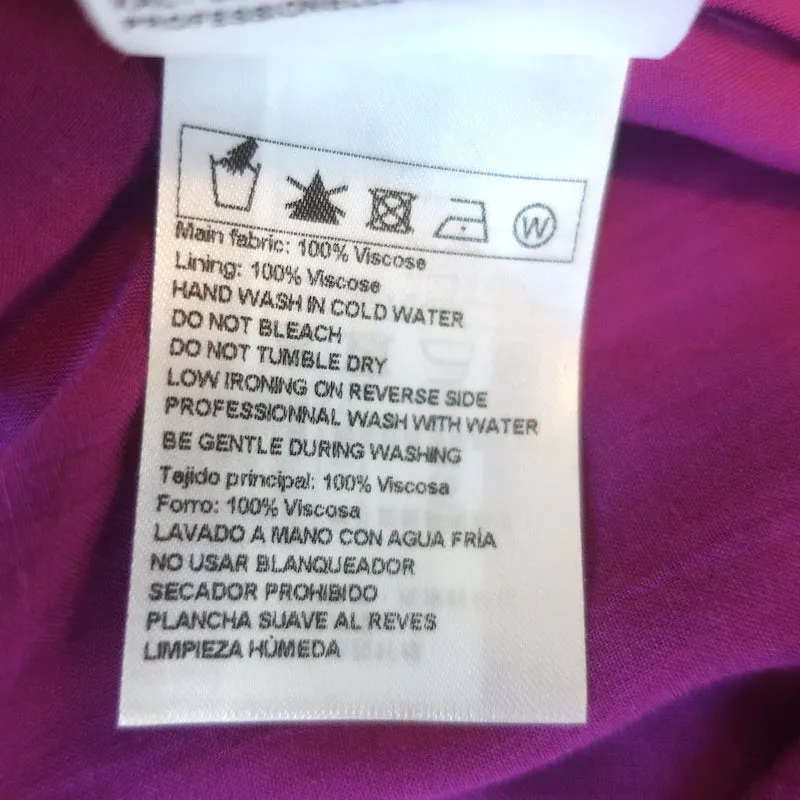 PROFESSIONNEL
W
Main fabric: 100% Viscose
Lining: 100% Viscose
HAND WASH IN COLD WATER
DO NOT BLEACH
DO NOT TUMBLE DRY
LOW IRONING ON REVERSE SIDE
PROFESSIONNAL WASH WITH WATER
BE GENTLE DURING WASHING
Tejido principal: 100% Viscosa
Forro: 100% Viscosa
LAVADO A MANO CON AGUA FRÍA
NO USAR BLANQUEADOR
SECADOR PROHIBIDO
PLANCHA SUAVE AL REVES
LIMPIEZA HÙMEDA